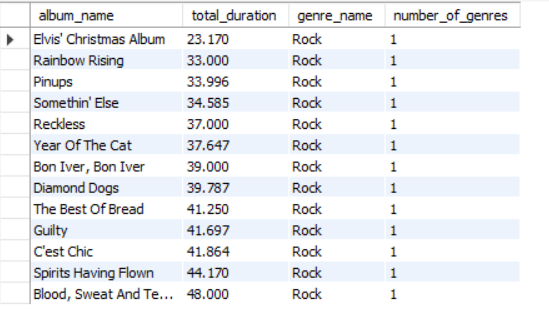 album_name total_duration genre_name number_of_genres
Elvis' Christmas Album 23.170 Rock 1
Rainbow Rising 33.000 Rock 1
Pinups 33.996 Rock 1
Somethin' Else 34.585 Rock 1
Reckless 37.000 Rock 1
Year Of The Cat 37.647 Rock 1
Bon Iver, Bon Iver 39.000 Rock 1
Diamond Dogs 39.787 Rock 1
The Best Of Bread 41.250 Rock 1
Guilty 41.697 Rock 1
C'est Chic 41.864 Rock 1
Spirits Having Flown 44.170 Rock 1
Blood, Sweat And Te... 48.000 Rock 1